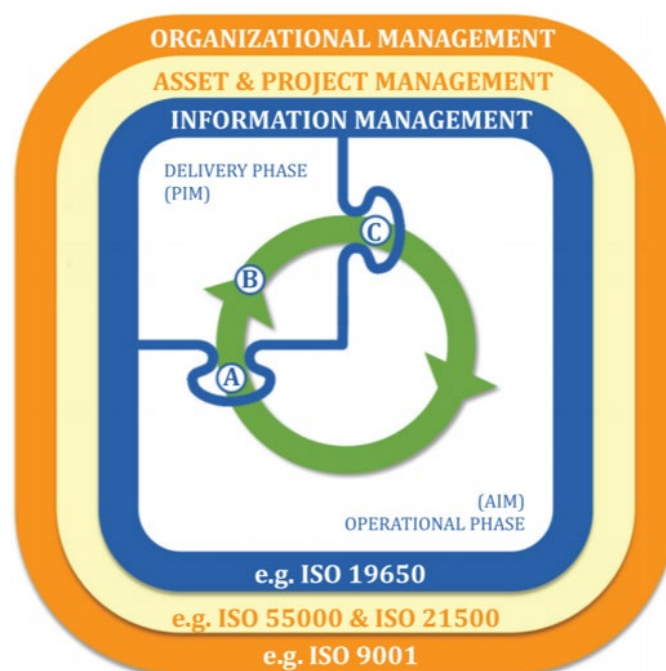 ORGANIZATIONAL MANAGEMENT
ASSET & PROJECT MANAGEMENT
INFORMATION MANAGEMENT
DELIVERY PHASE
(PIM)
C
B
A
(AIM)
OPERATIONAL PHASE
e.g. ISO 19650
e.g. ISO 55000 & ISO 21500
e.g. ISO 9001